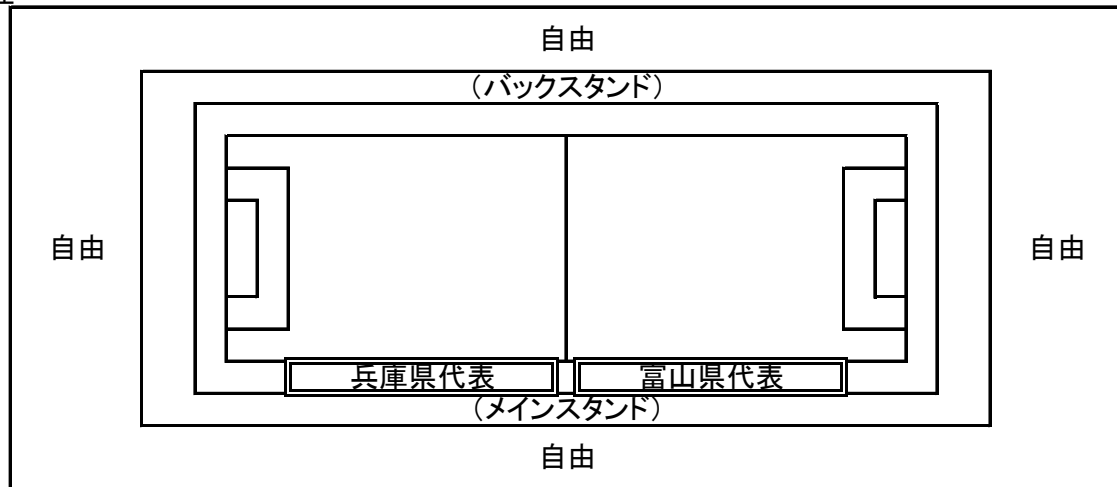 自由
（バックスタンド）
自由
自由
兵庫県代表
富山県代表
（メインスタンド）
自由